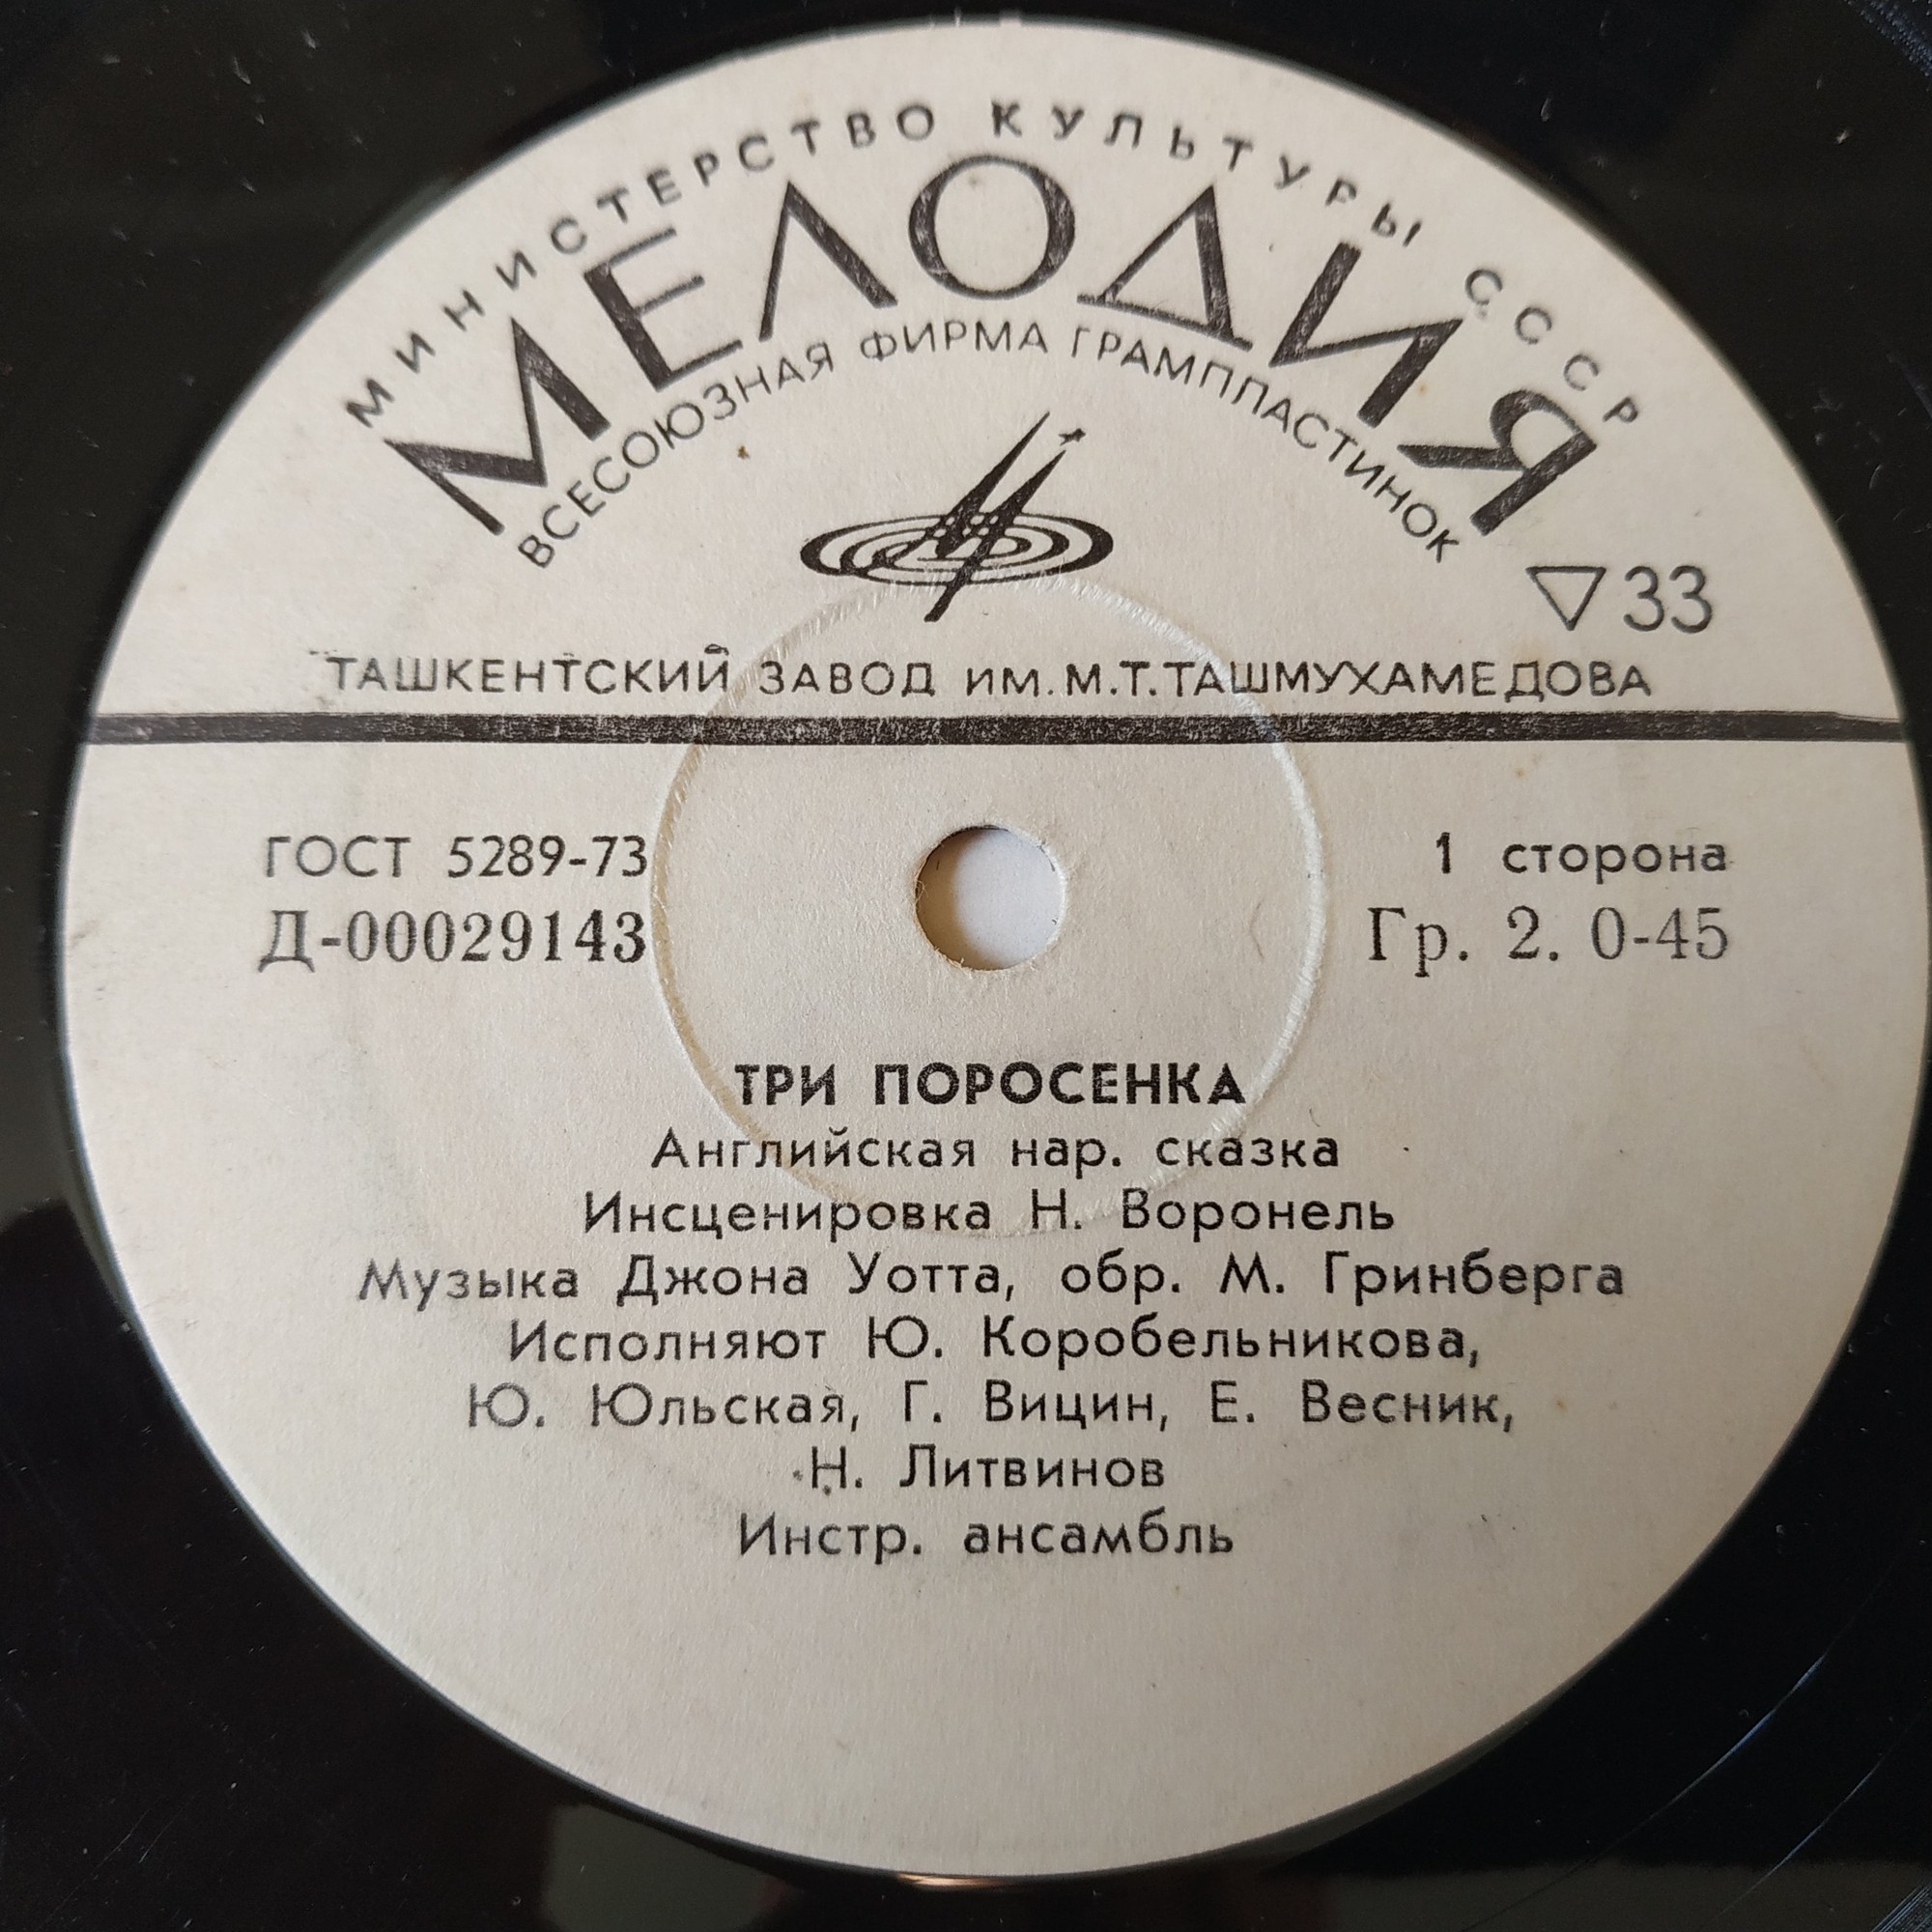 МИНИСТЕРСТВО КУЛЬТУРЫ СССР
МЕЛОДИЯ
ВСЕСОЮЗНАЯ ФИРМА ГРАМПЛАСТИНОК
33
ТАШКЕНТСКИЙ ЗАВОД ИМ. М.Т.ТАШМУХАМЕДОВА
ГОСТ 5289-73
1 сторона
Д-00029143
Гр. 2. 0-45
ТРИ ПОРОСЕНКА
Английская нар. сказка
Инсценировка Н. Воронель
Музыка Джона Уотта, обр. М. Гринберга
Исполняют Ю. Коробельникова,
Ю. Юльская, Г. Вицин, Е. Весник,
Н. Литвинов
Инстр. ансамбль